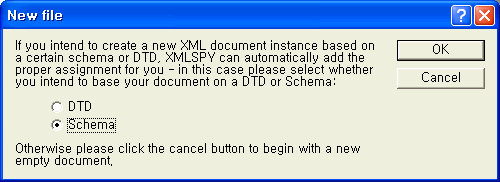 New file
If you intend to create a new XML document instance based on
a certain schema or DTD, XMLSPY can automatically add the
proper assignment for you - in this case please select whether
you intend to base your document on a DTD or Schema:
DTD
Schema
Otherwise please click the cancel button to begin with a new
empty document.
OK
Cancel